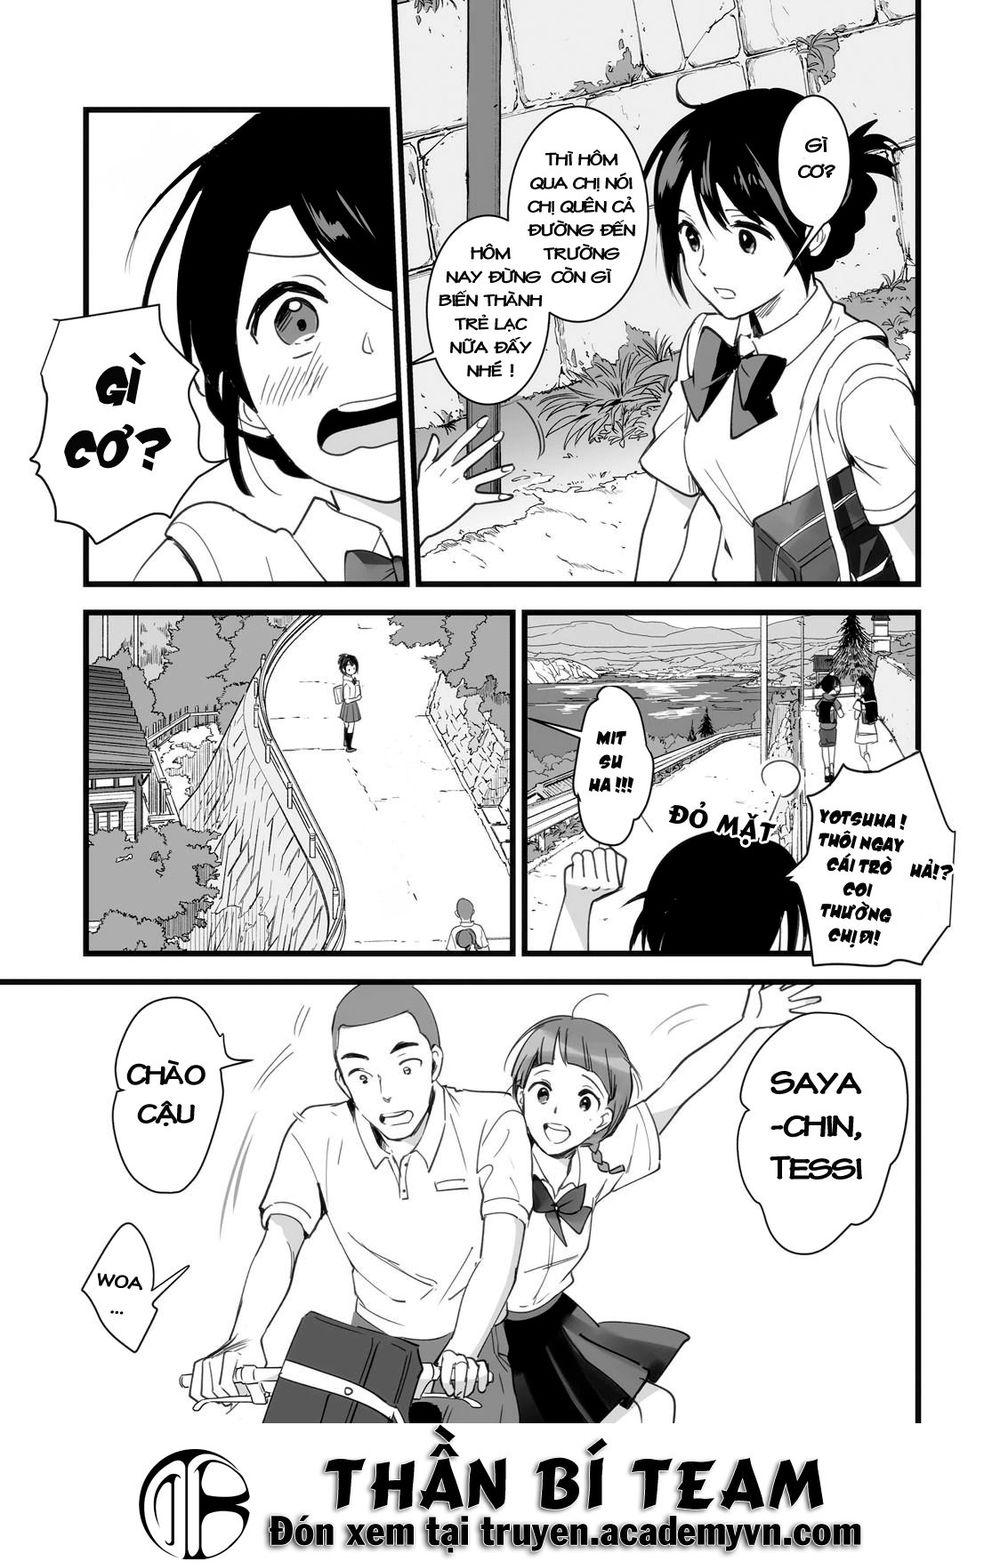 GÌ
CƠ?
THÌ HÔM
QUA CHỊ NÓI
CHỊ QUÊN CẢ
ĐƯỜNG ĐẾN
TRƯỜNG
CÒN GÌ
HÔM
NAY ĐỪNG
BIẾN THÀNH
TRẺ LẠC
NỮA ĐẤY
NHÉ !
GÌ
CƠ?
MIT
SU
HA!!!
ĐỎ MẶT
YOTSUHA!
THÔI NGAY
CÁI TRÒ
COI
THƯỜNG
CHỊ ĐI!
HẢ!?
SAYA
-CHIN,
TESSI
CHÀO
CẬU
WOA
...
THẦN BÍ TEAM
Đón xem tại truyen.academyvn.com